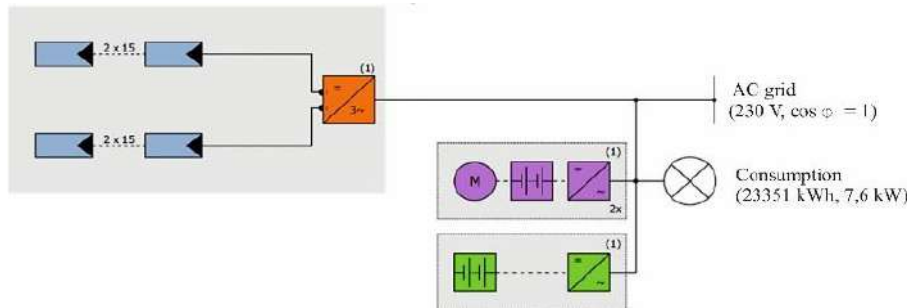 2 x 15
(1)
=
3~
2 x 15
AC grid
(230 V, cos φ = 1)
(1)
M
=
~
2x
Consumption
(23351 kWh, 7,6 kW)
(1)
=
~